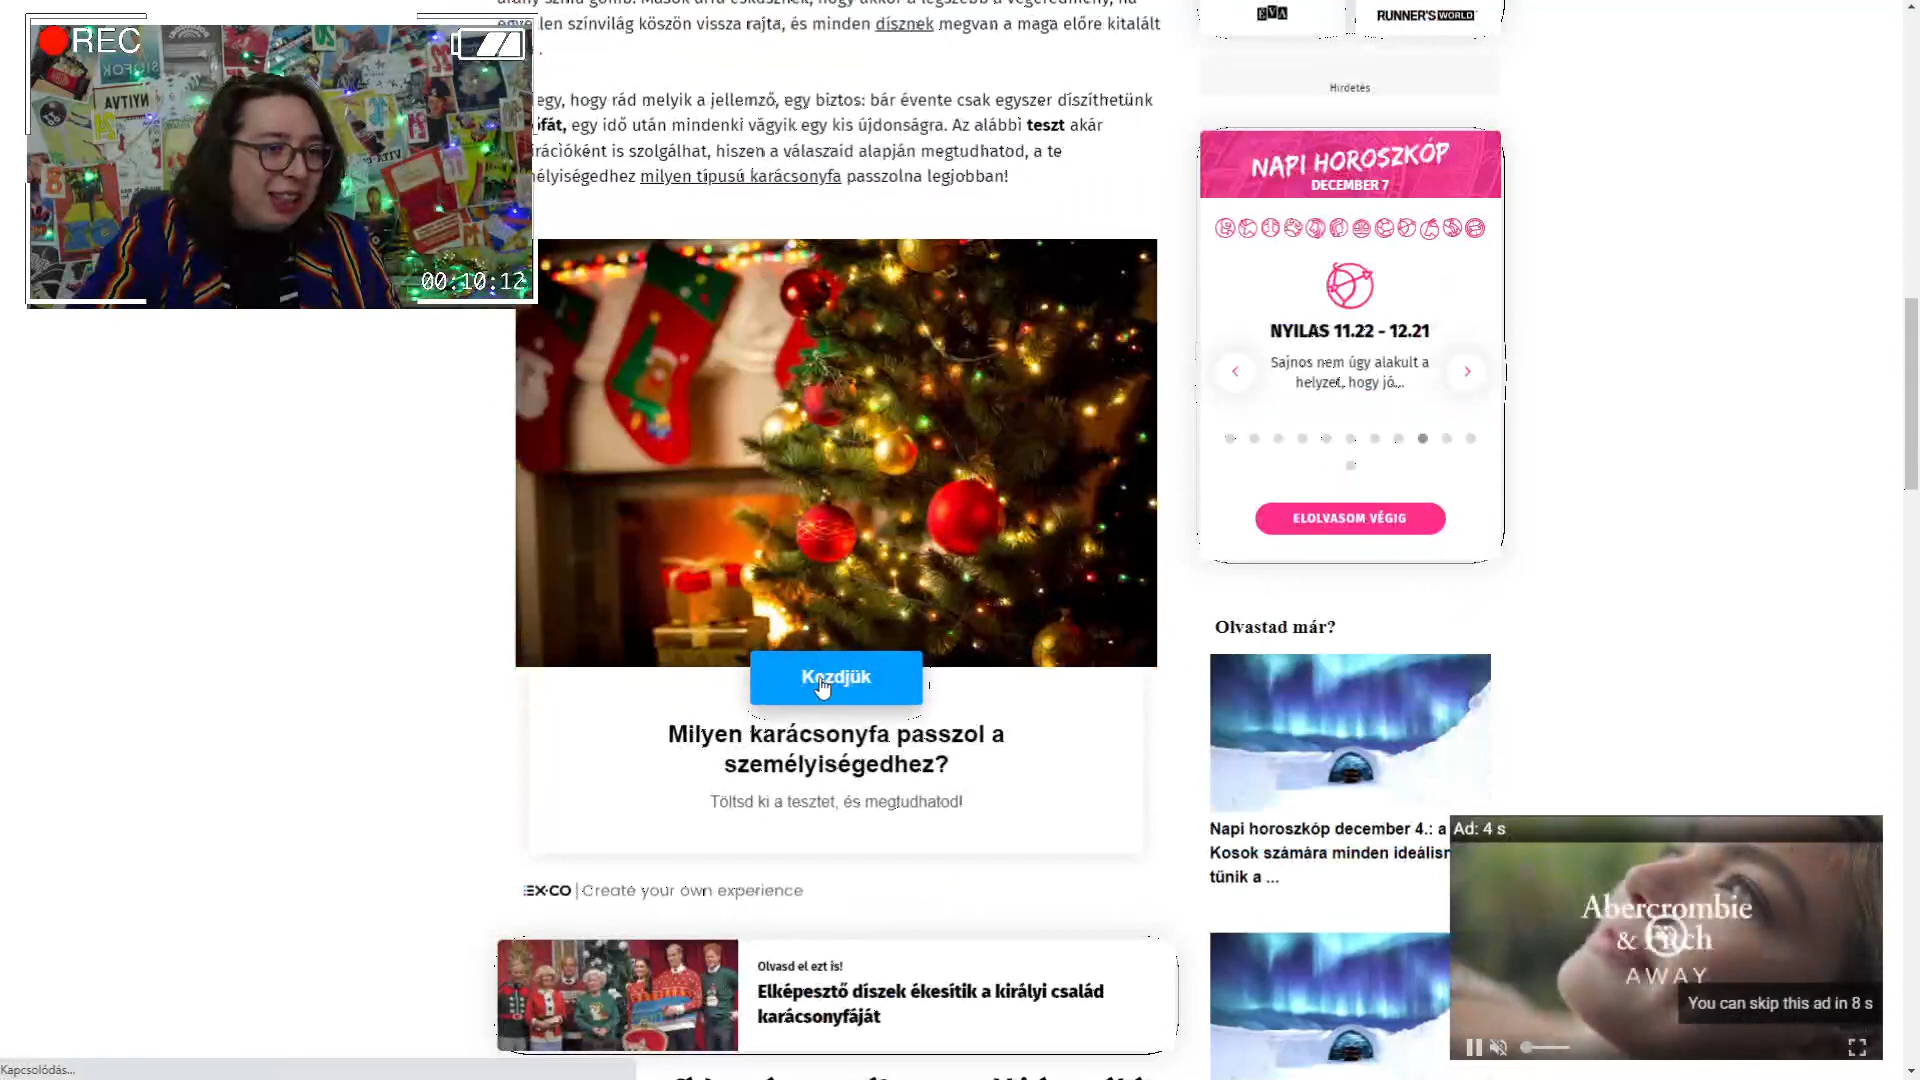 REC
00:10:12
színvilág köszön vissza rajta, és minden dísznek megvan a maga előre kitalált
egy, hogy rád melyik a jellemző, egy biztos: bár évente csak egyszer díszíthetünk
egy idő után mindenki vágyik egy kis újdonságra. Az alábbi teszt akár
is szolgálhat, hiszen a válaszaid alapján megtudhatod, a te
milyen típusú karácsonyfa passzolna legjobban!
Kezdjük
Milyen karácsonyfa passzol a
személyiségedhez?
Töltsd ki a tesztet, és megtudhatod!
EX.CO | Create your own experience
Olvasd el ezt is!
Elképesztő díszek ékesítik a királyi család
karácsonyfáját
ÉVA
RUNNER'S WORLD
Hirdetés
NAPI HOROSZKÓP
DECEMBER 7
NYILAS 11.22 - 12.21
Sajnos nem úgy alakult a
helyzet, hogy jó...
ELOLVASOM VÉGIG
Olvastad már?
Napi horoszkóp december 4.: a
Kosok számára minden
tűnik a ...
Ad: 4 s
Abercrombie
& Fitch
AWAY
You can skip this ad in 8 s
Kapcsolódás...